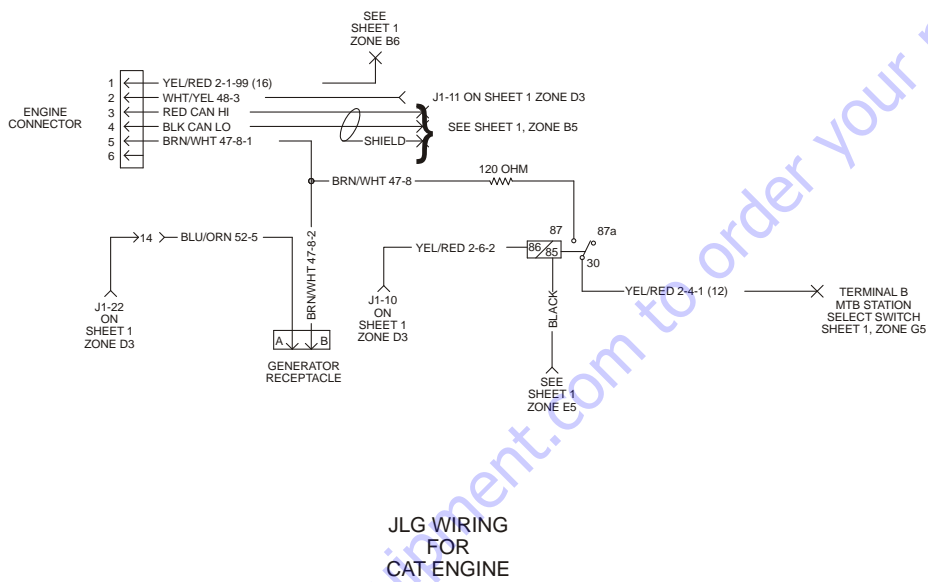 SEE
SHEET 1
ZONE B6
ENGINE
CONNECTOR
1
YEL/RED 2-1-99 (16)
2
WHT/YEL 48-3
J1-11 ON SHEET 1 ZONE D3
3
RED CAN HI
4
BLK CAN LO
SEE SHEET 1, ZONE B5
5
BRN/WHT 47-8-1
SHIELD
6
120 OHM
BRN/WHT 47-8
14
BLU/ORN 52-5
BRN/WHT 47-8-2
J1-22
ON
SHEET 1
ZONE D3
A
B
GENERATOR
RECEPTACLE
YEL/RED 2-6-2
86
85
87
87a
30
J1-10
ON
SHEET 1
ZONE D3
BLACK
SEE
SHEET 1
ZONE E5
YEL/RED 2-4-1 (12)
TERMINAL B
MTB STATION
SELECT SWITCH
SHEET 1, ZONE G5
JLG WIRING
FOR
CAT ENGINE
ipment.com to order your